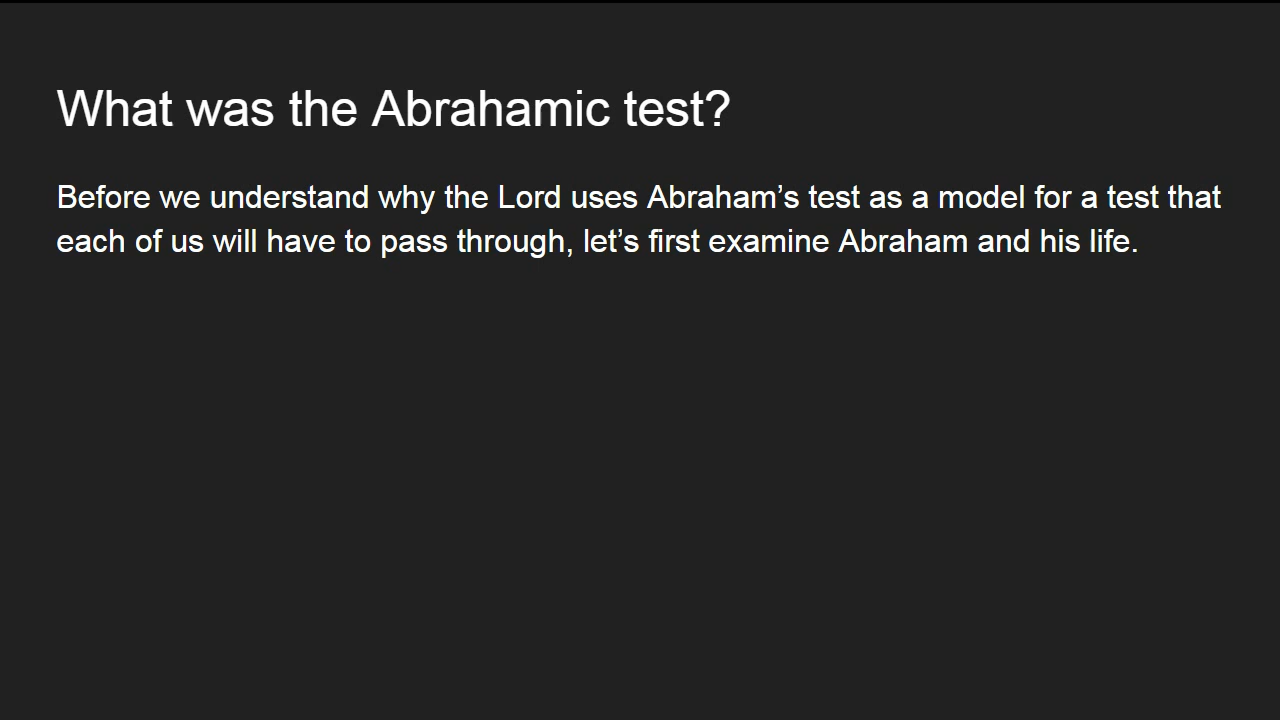 What was the Abrahamic test?
Before we understand why the Lord uses Abraham’s test as a model for a test that
each of us will have to pass through, let’s first examine Abraham and his life.